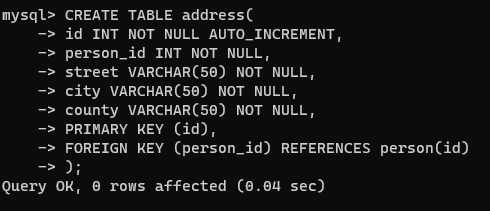 mysql> CREATE TABLE address(
    -> id INT NOT NULL AUTO_INCREMENT,
    -> person_id INT NOT NULL,
    -> street VARCHAR(50) NOT NULL,
    -> city VARCHAR(50) NOT NULL,
    -> county VARCHAR(50) NOT NULL,
    -> PRIMARY KEY (id),
    -> FOREIGN KEY (person_id) REFERENCES person(id)
    -> );
Query OK, 0 rows affected (0.04 sec)